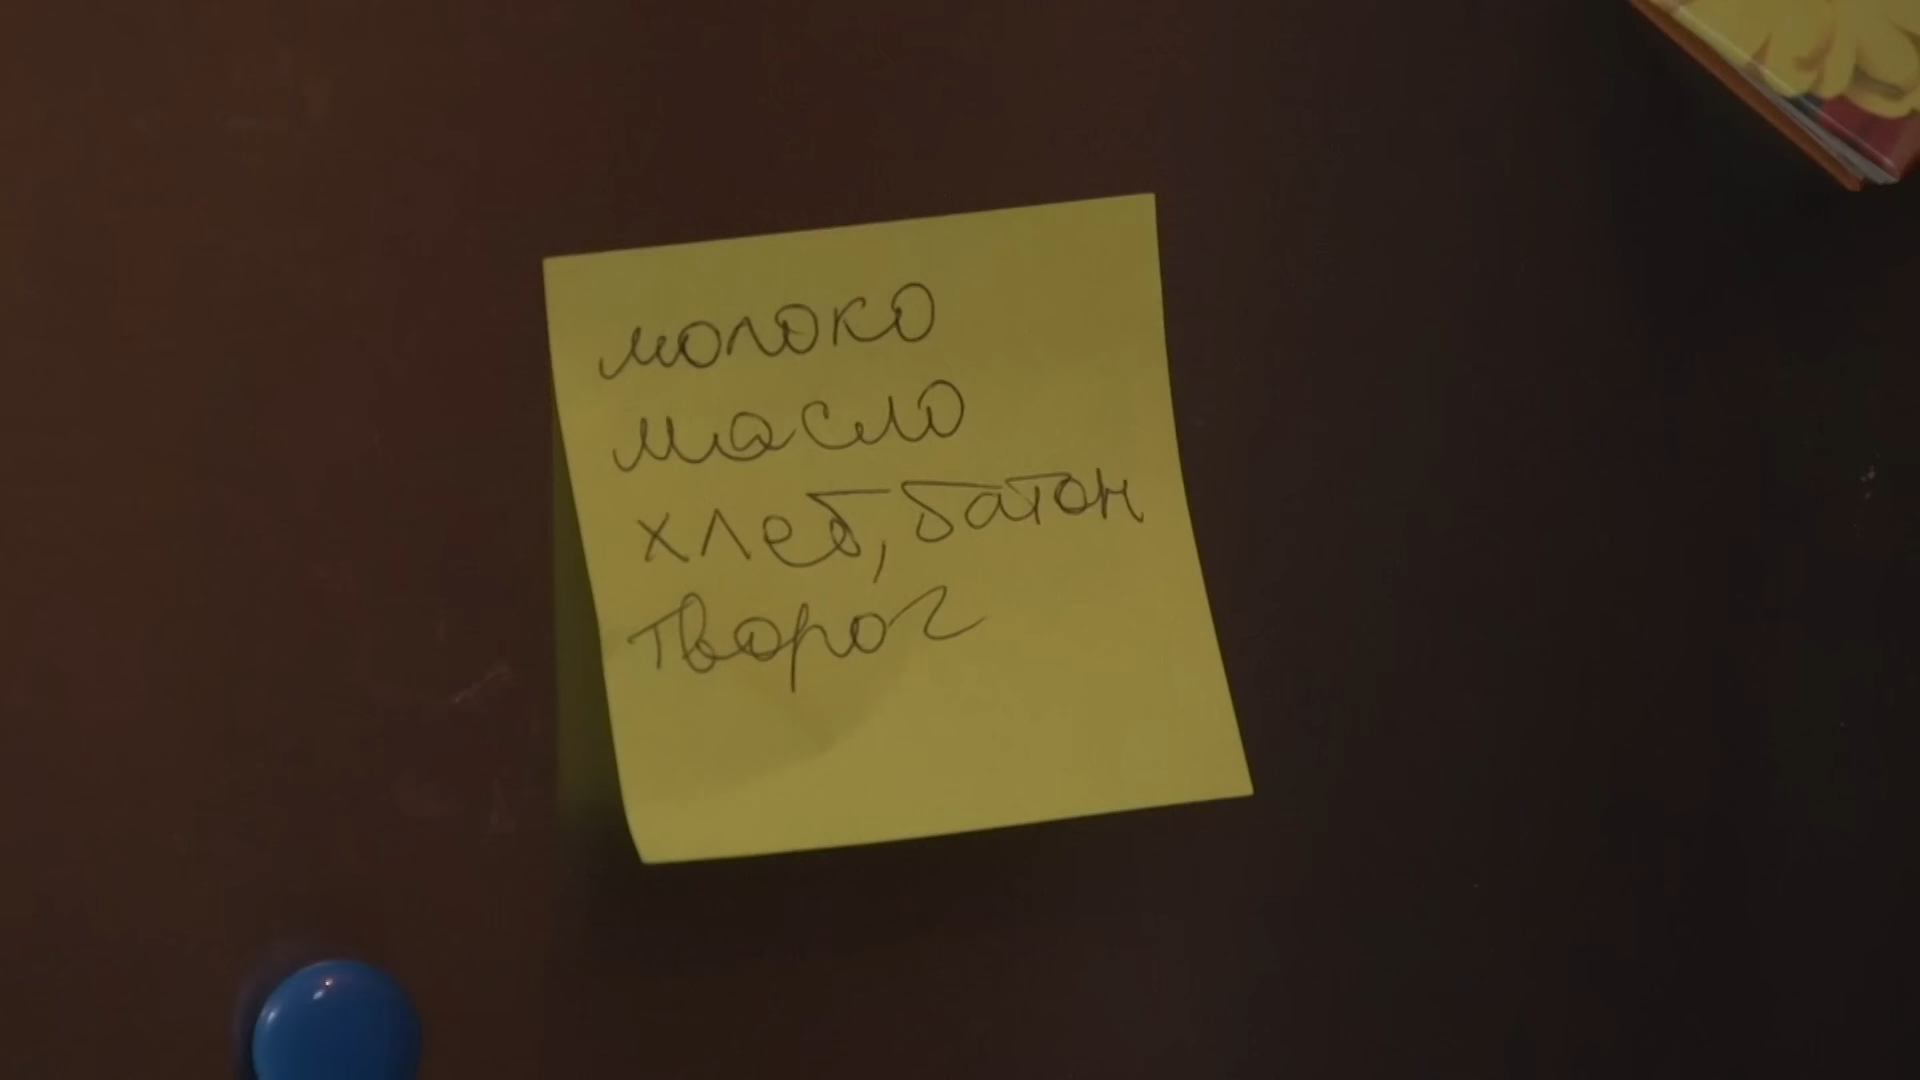 молоко
масло
хлеб, батон
творог